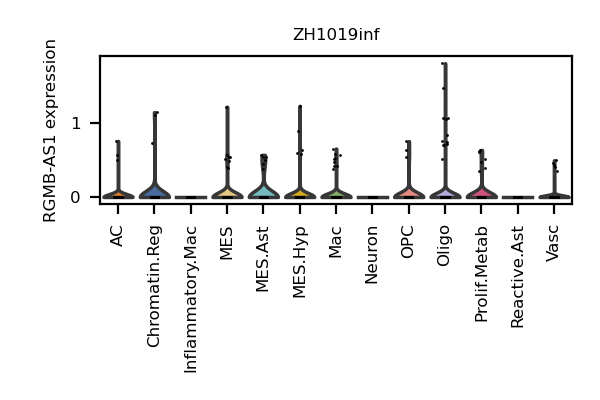 ZH1019inf
RGMB-AS1 expression
1
0
AC
Chromatin.Reg
Inflammatory.Mac
MES
MES.Ast
MES.Hyp
Mac
Neuron
OPC
Oligo
Prolif.Metab
Reactive.Ast
Vasc